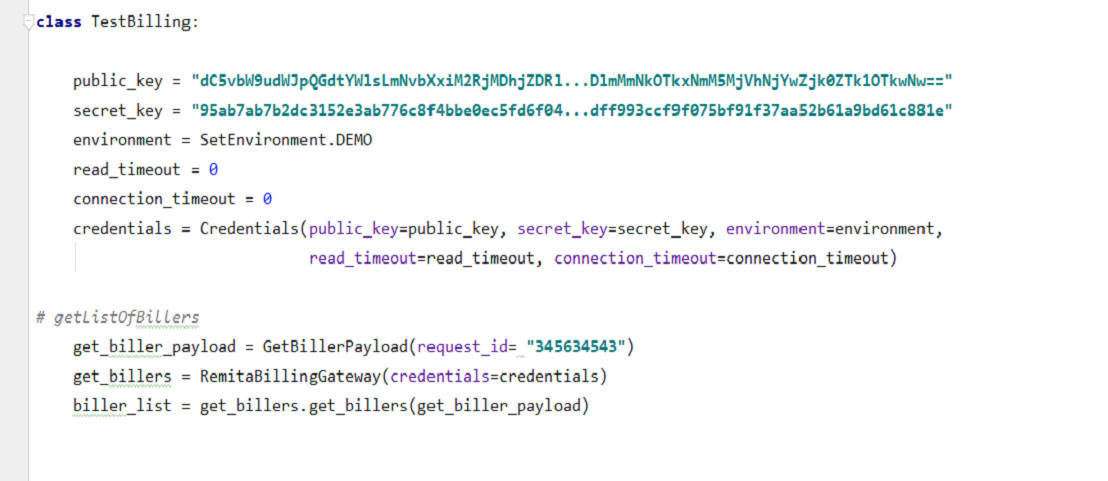 class TestBilling:
public_key = "dC5vbW9udWJpQGdtYWlsLmNvbXxiM2RjMDhjZDRl...DlmMmNkOTkxNmM5MjVhNjYwZjk0ZTk1OTkwNw=="
secret_key = "95ab7ab7b2dc3152e3ab776c8f4bbe0ec5fd6f04...dff993ccf9f075bf91f37aa52b61a9bd61c881e"
environment = SetEnvironment.DEMO
read_timeout = 0
connection_timeout = 0
credentials = Credentials(public_key=public_key, secret_key=secret_key, environment=environment,
read_timeout=read_timeout, connection_timeout=connection_timeout)
# getListOfBillers
get_biller_payload = GetBillerPayload(request_id= "345634543")
get_billers = RemitaBillingGateway(credentials=credentials)
biller_list = get_billers.get_billers(get_biller_payload)